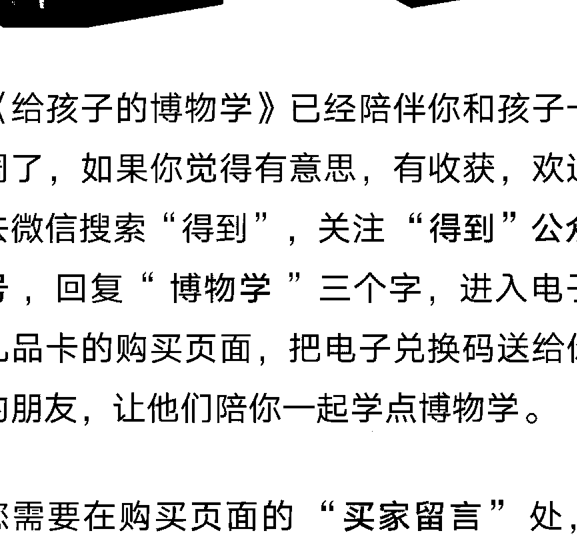 《给孩子的博物学》已经陪伴你和孩子一
周了，如果你觉得有意思，有收获，欢迎
去微信搜索“得到”，关注“得到”公众
号，回复“博物学”三个字，进入电子
礼品卡的购买页面，把电子兑换码送给你
的朋友，让他们陪你一起学点博物学。
您需要在购买页面的“买家留言”处，